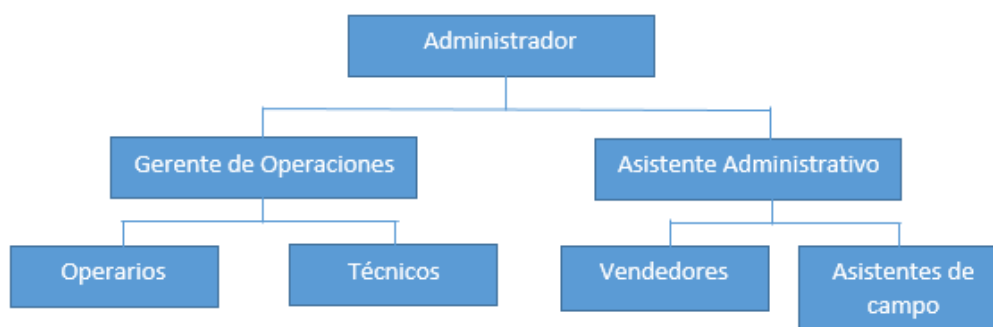 Administrador
Gerente de Operaciones
Asistente Administrativo
Operarios
Técnicos
Vendedores
Asistentes de
campo